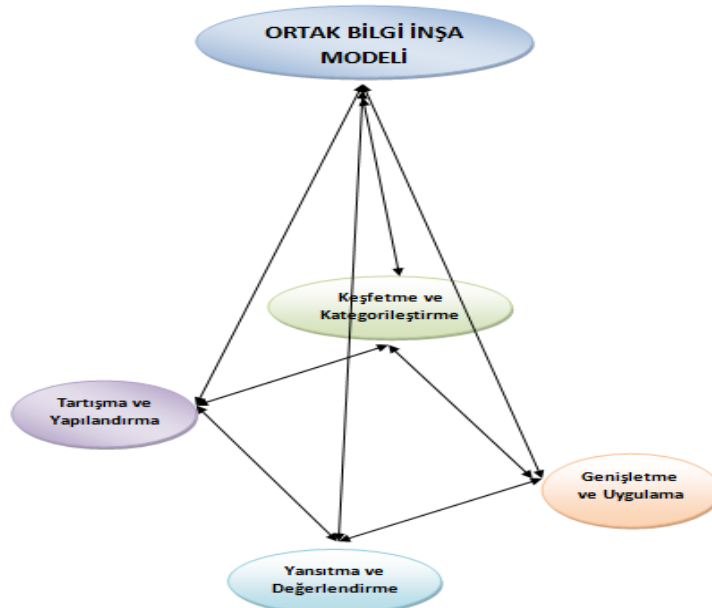 ORTAK BİLGİ İNŞA
MODELİ
Keşfetme ve
Kategorileştirme
Tartışma ve
Yapılandırma
Genişletme
ve Uygulama
Yansıtma ve
Değerlendirme